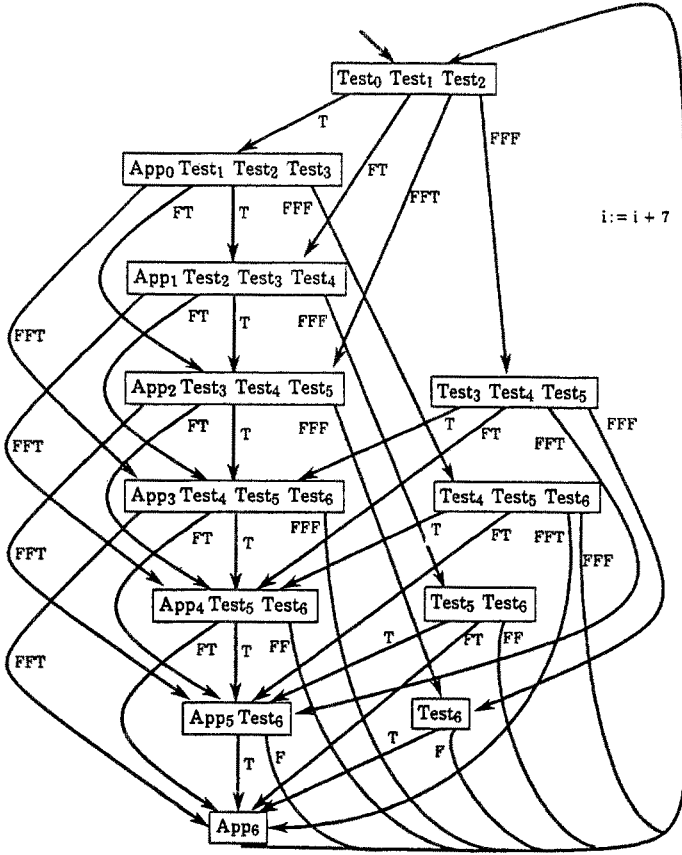 Test₀ Test₁ Test₂
T
FFF
App₀ Test₁ Test₂ Test₃
FT
FT
T
FFF
FFT
i:= i + 7
App₁ Test₂ Test₃ Test₄
FT
T
FFF
FFT
App₂ Test₃ Test₄ Test₅
Test₃ Test₄ Test₅
FT
T
FFF
T
FT
FFT
FFF
FFT
App₃ Test₄ Test₅ Test₆
Test₄ Test₅ Test₆
FT
T
FFF
T
FT
FFT
FFF
FFT
App₄ Test₅ Test₆
Test₅ Test₆
FT
T
FF
T
FT
FF
FFT
App₅ Test₆
Test₆
T
F
T
F
App₆